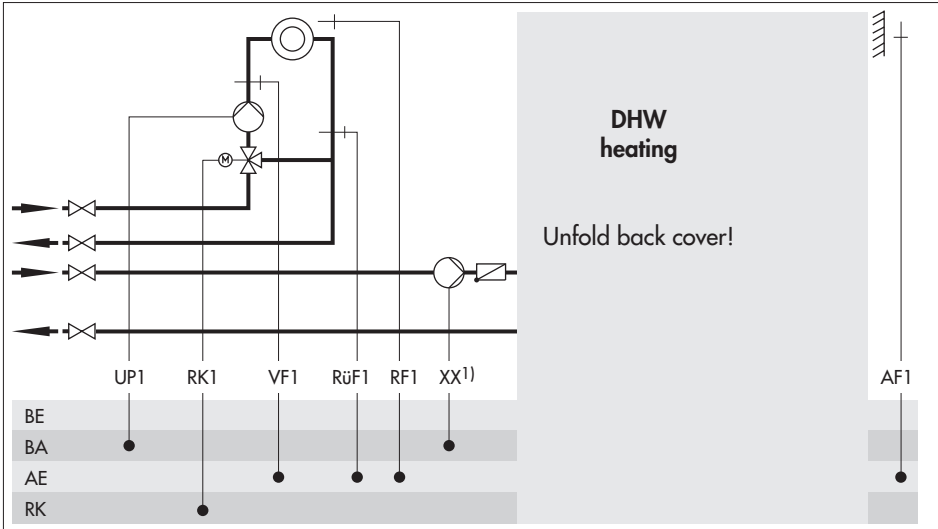 DHW
heating
Unfold back cover!
M
UP1 RK1 VF1 RüF1 RF1 XX1) AF1
BE
BA
AE
RK